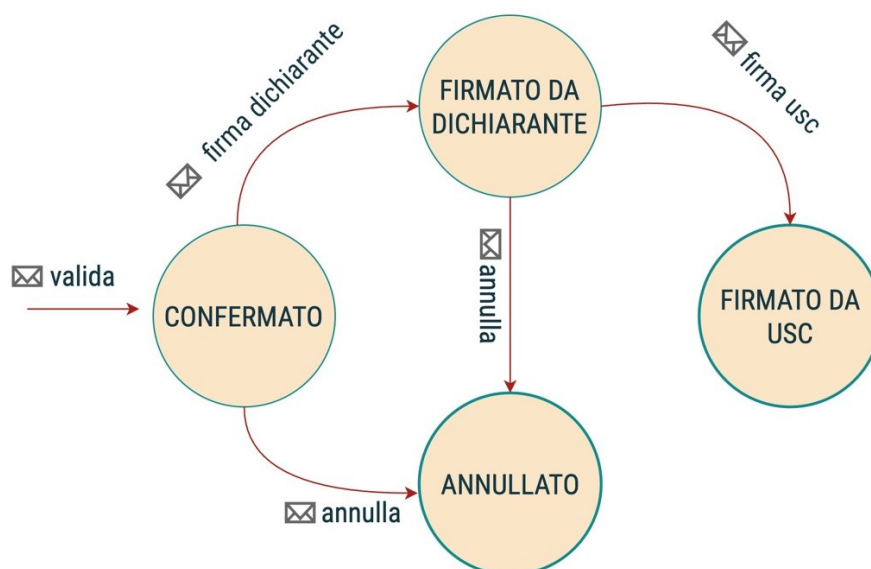 firma dichiarante
FIRMATO DA
DICHIARANTE
firma usc
valida
CONFERMATO
annulla
FIRMATO DA
USC
annulla
ANNULLATO